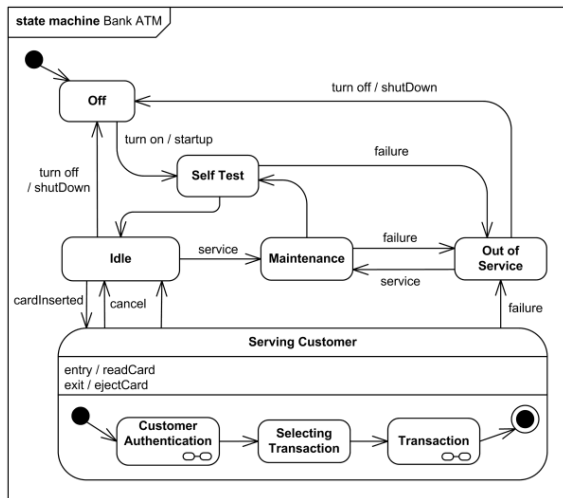 state machine Bank ATM
Off
turn off / shutDown
turn on / startup
failure
turn off
/ shutDown
Self Test
Idle
service
Maintenance
failure
service
Out of
Service
cardInserted
cancel
failure
Serving Customer
entry / readCard
exit / ejectCard
Customer
Authentication
Selecting
Transaction
Transaction